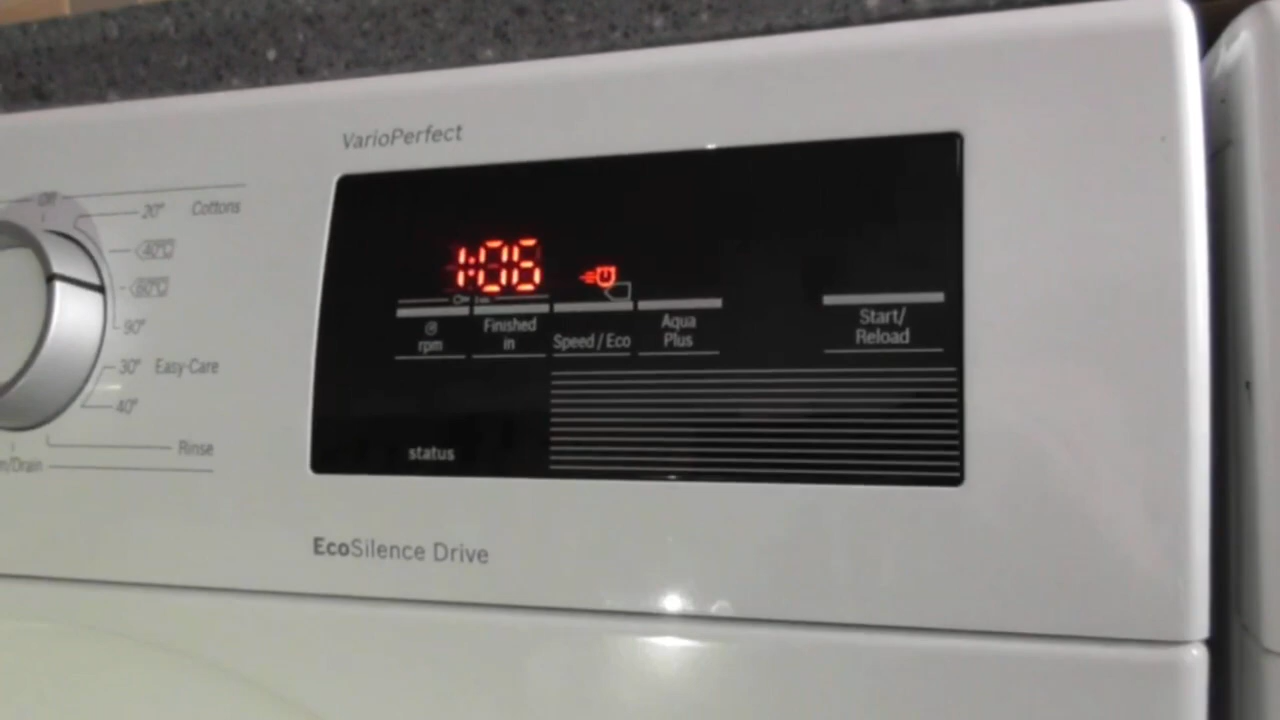 VarioPerfect
Off
20° Cottons
40°C
60°C
90°
30° Easy-Care
40°
Rinse
/Drain
1:06
rpm
Finished
in
Speed / Eco
Aqua
Plus
Start/
Reload
status
EcoSilence Drive